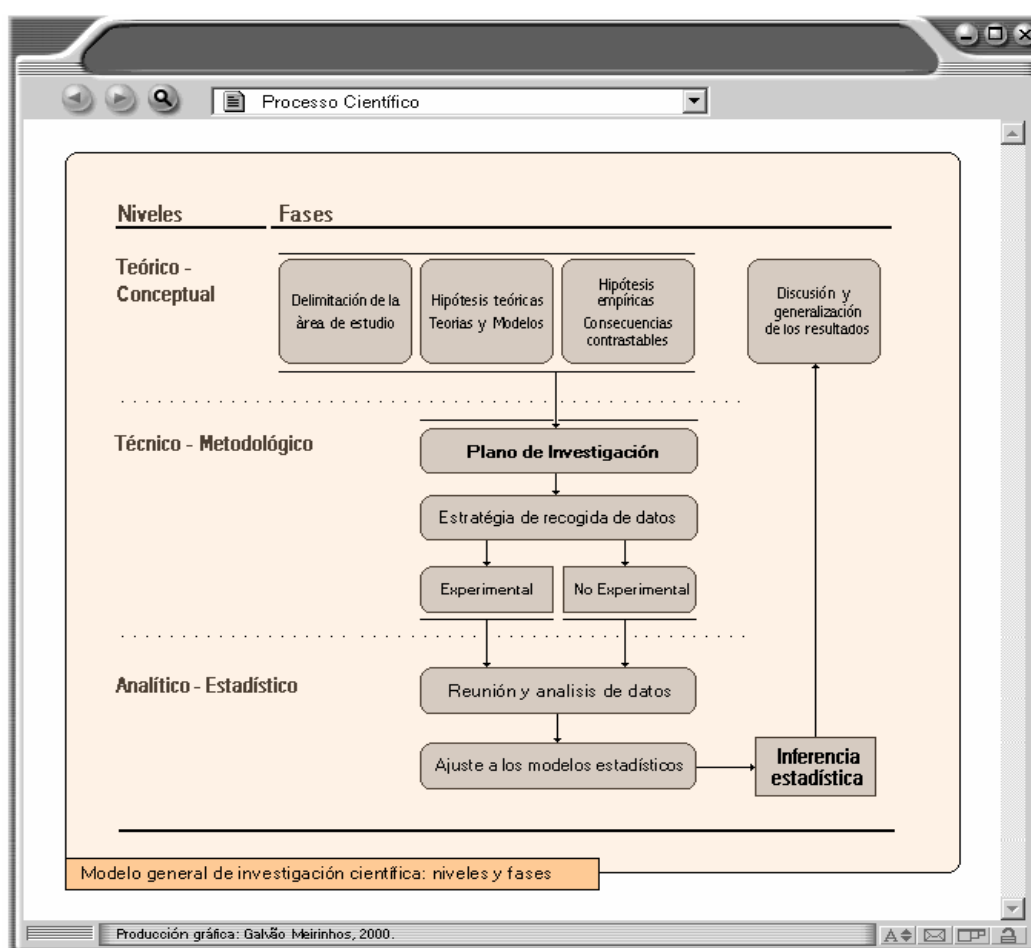 Processo Científico
Niveles
Fases
Teórico -
Conceptual
Delimitación de la
àrea de estudio
Hipótesis teóricas
Teorias y Modelos
Hipótesis
empíricas
Consecuencias
contrastables
Discusión y
generalización
de los resultados
Técnico - Metodológico
Plano de Investigación
Estratégia de recogida de datos
Experimental
No Experimental
Analítico - Estadístico
Reunión y analisis de datos
Ajuste a los modelos estadísticos
Inferencia
estadística
Modelo general de investigación científica: niveles y fases
Producción gráfica: Galvão Meirinhos, 2000.
A